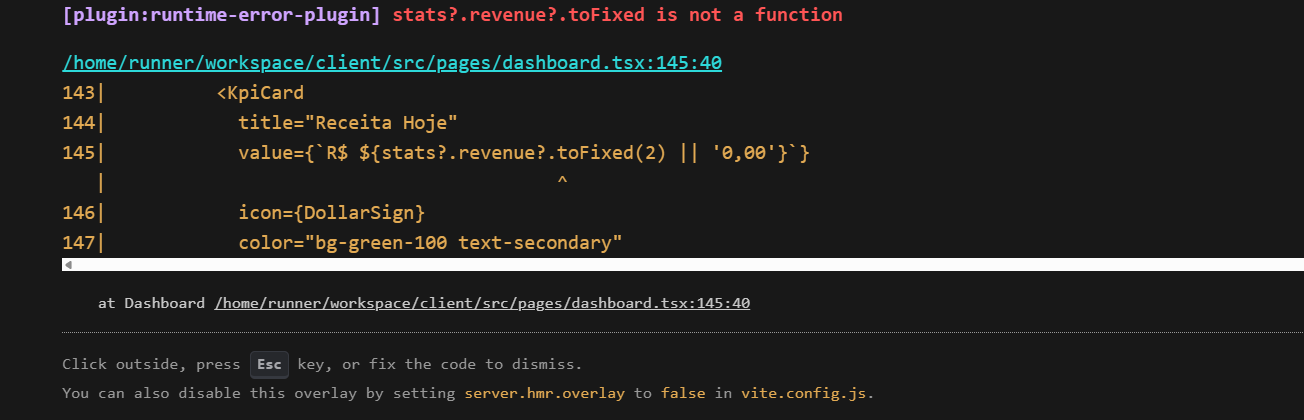 [plugin:runtime-error-plugin] stats?.revenue?.toFixed is not a function
/home/runner/workspace/client/src/pages/dashboard.tsx:145:40
143|          <KpiCard
144|            title="Receita Hoje"
145|            value={`R$ ${stats?.revenue?.toFixed(2) || '0,00'}`}
   |                                         ^
146|            icon={DollarSign}
147|            color="bg-green-100 text-secondary"
at Dashboard /home/runner/workspace/client/src/pages/dashboard.tsx:145:40
Click outside, press Esc key, or fix the code to dismiss.
You can also disable this overlay by setting server.hmr.overlay to false in vite.config.js.